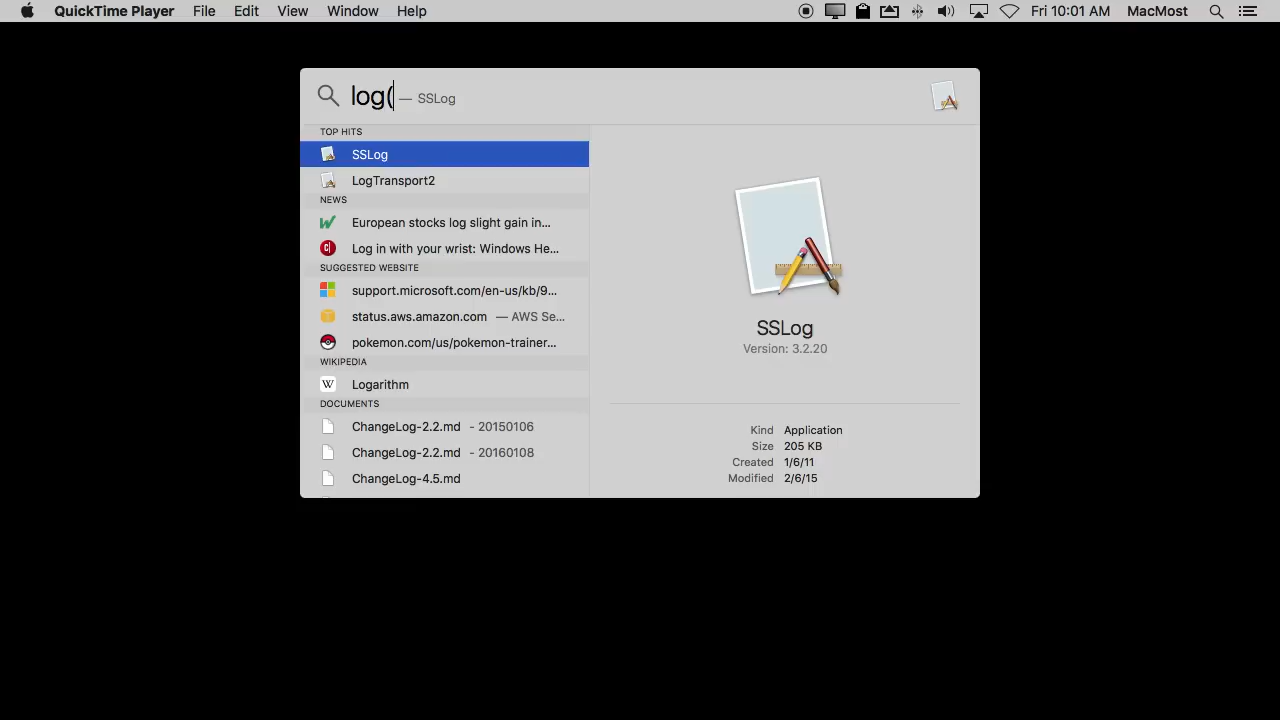 QuickTime Player File Edit View Window Help Fri 10:01 AM MacMost
log( — SSLog
TOP HITS
SSLog
LogTransport2
NEWS
European stocks log slight gain in...
Log in with your wrist: Windows He...
SUGGESTED WEBSITE
support.microsoft.com/en-us/kb/9...
status.aws.amazon.com — AWS Se...
pokemon.com/us/pokemon-trainer...
WIKIPEDIA
W Logarithm
DOCUMENTS
ChangeLog-2.2.md - 20150106
ChangeLog-2.2.md - 20160108
ChangeLog-4.5.md
SSLog
Version: 3.2.20
Kind Application
Size 205 KB
Created 1/6/11
Modified 2/6/15